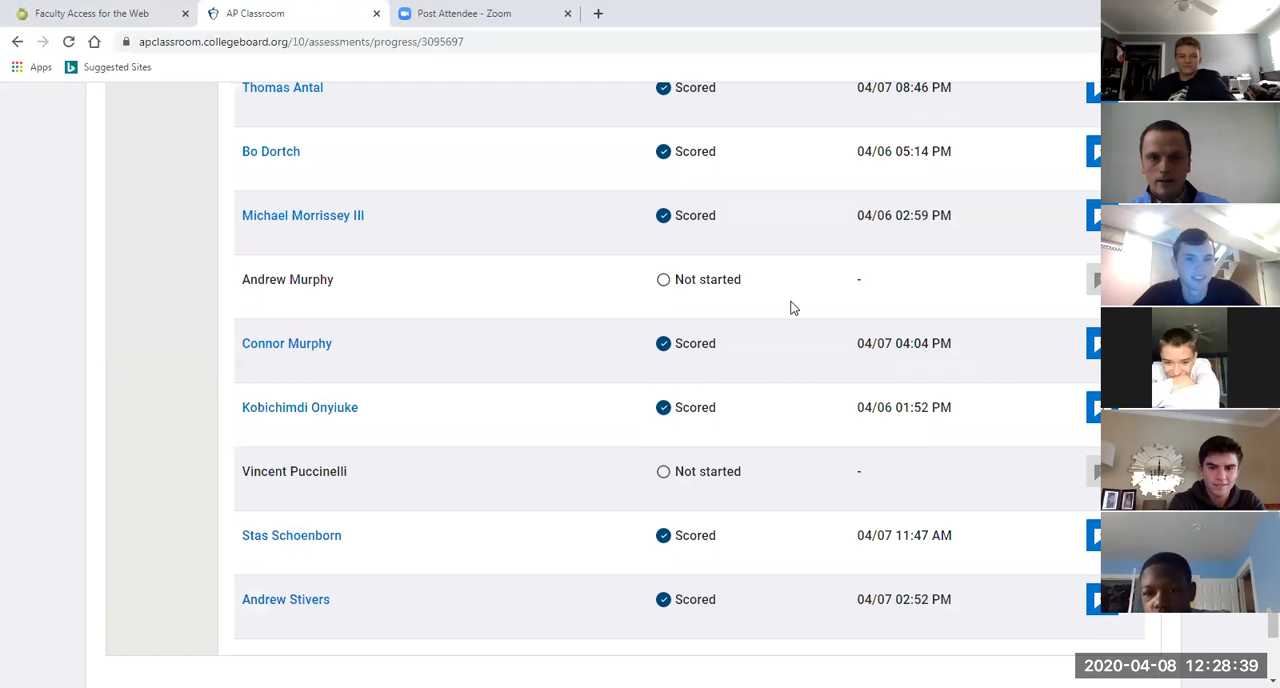 Faculty Access for the Web
AP Classroom
Post Attendee - Zoom
apclassroom.collegeboard.org/10/assessments/progress/3095697
Apps
Suggested Sites
Thomas Antal Scored 04/07 08:46 PM
Bo Dortch Scored 04/06 05:14 PM
Michael Morrissey III Scored 04/06 02:59 PM
Andrew Murphy Not started -
Connor Murphy Scored 04/07 04:04 PM
Kobichimdi Onyiuke Scored 04/06 01:52 PM
Vincent Puccinelli Not started -
Stas Schoenborn Scored 04/07 11:47 AM
Andrew Stivers Scored 04/07 02:52 PM
2020-04-08 12:28:39